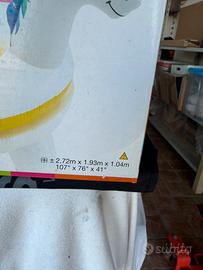 ± 2.72m x 1.93m x 1.04m
107" x 76" x 41"
subito